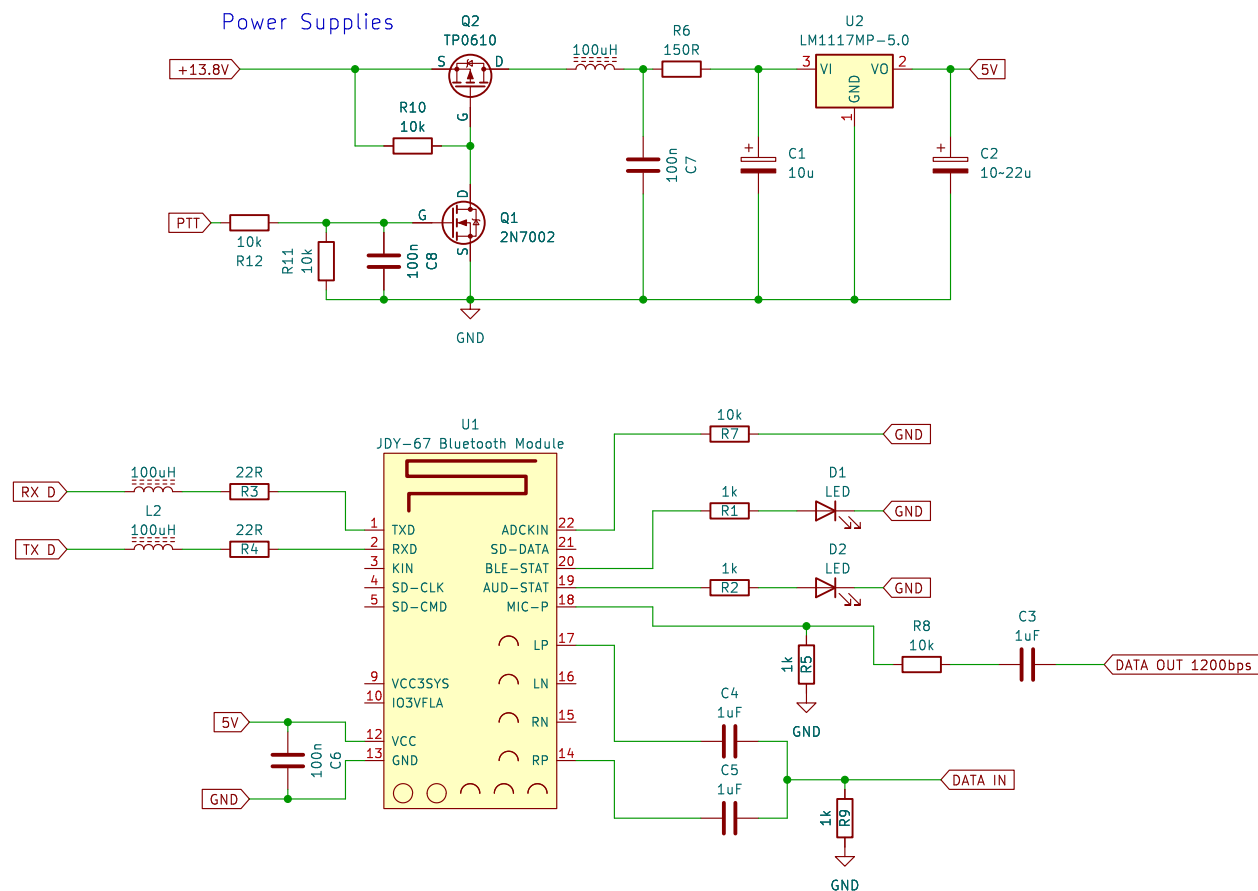 Power Supplies
Q2
TP0610
+13.8V
S
D
G
100uH
R6
150R
U2
LM1117MP-5.0
3
VI
VO
2
GND
1
5V
R10
10k
100n
C7
+
C1
10u
+
C2
10~22u
PTT
10k
R12
R11
10k
100n
C8
G
D
S
Q1
2N7002
GND
U1
JDY-67 Bluetooth Module
RX D
100uH
22R
R3
TX D
L2
100uH
22R
R4
1 TXD
2 RXD
3 KIN
4 SD-CLK
5 SD-CMD
9 VCC3SYS
10 IO3VFLA
12 VCC
13 GND
ADCKIN 22
SD-DATA 21
BLE-STAT 20
AUD-STAT 19
MIC-P 18
LP 17
LN 16
RN 15
RP 14
5V
100n
C6
GND
10k
R7
GND
1k
R1
D1
LED
GND
1k
R2
D2
LED
GND
1k
R5
GND
R8
10k
C3
1uF
DATA OUT 1200bps
C4
1uF
C5
1uF
DATA IN
1k
R9
GND